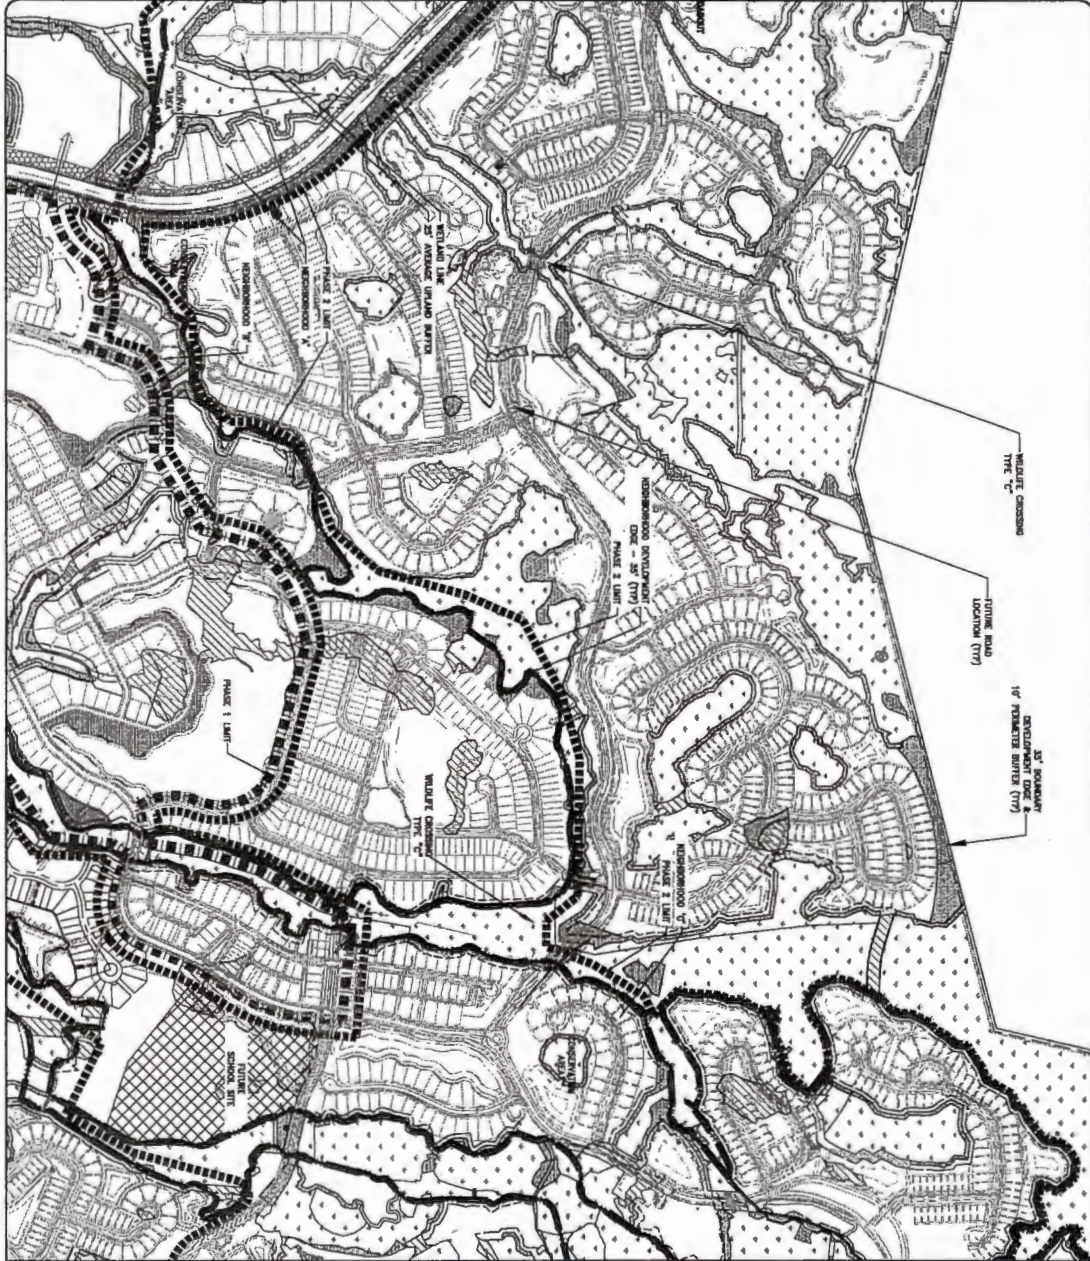 WILDLIFE CROSSING
TYPE "C"
FUTURE ROAD
LOCATION (TYP)
35' BOUNDARY
DEVELOPMENT EDGE &
10' PERIMETER BUFFER (TYP)
WETLAND LINE
25' AVERAGE UPLAND BUFFER
PHASE 2 LIMIT
NEIGHBORHOOD "A"
NEIGHBORHOOD "B"
NEIGHBORHOOD DEVELOPMENT
EDGE - 35' (TYP)
PHASE 2 LIMIT
NEIGHBORHOOD "C"
PHASE 2 LIMIT
PHASE 1 LIMIT
WILDLIFE CROSSING
TYPE
AREA
FUTURE
SCHOOL SITE